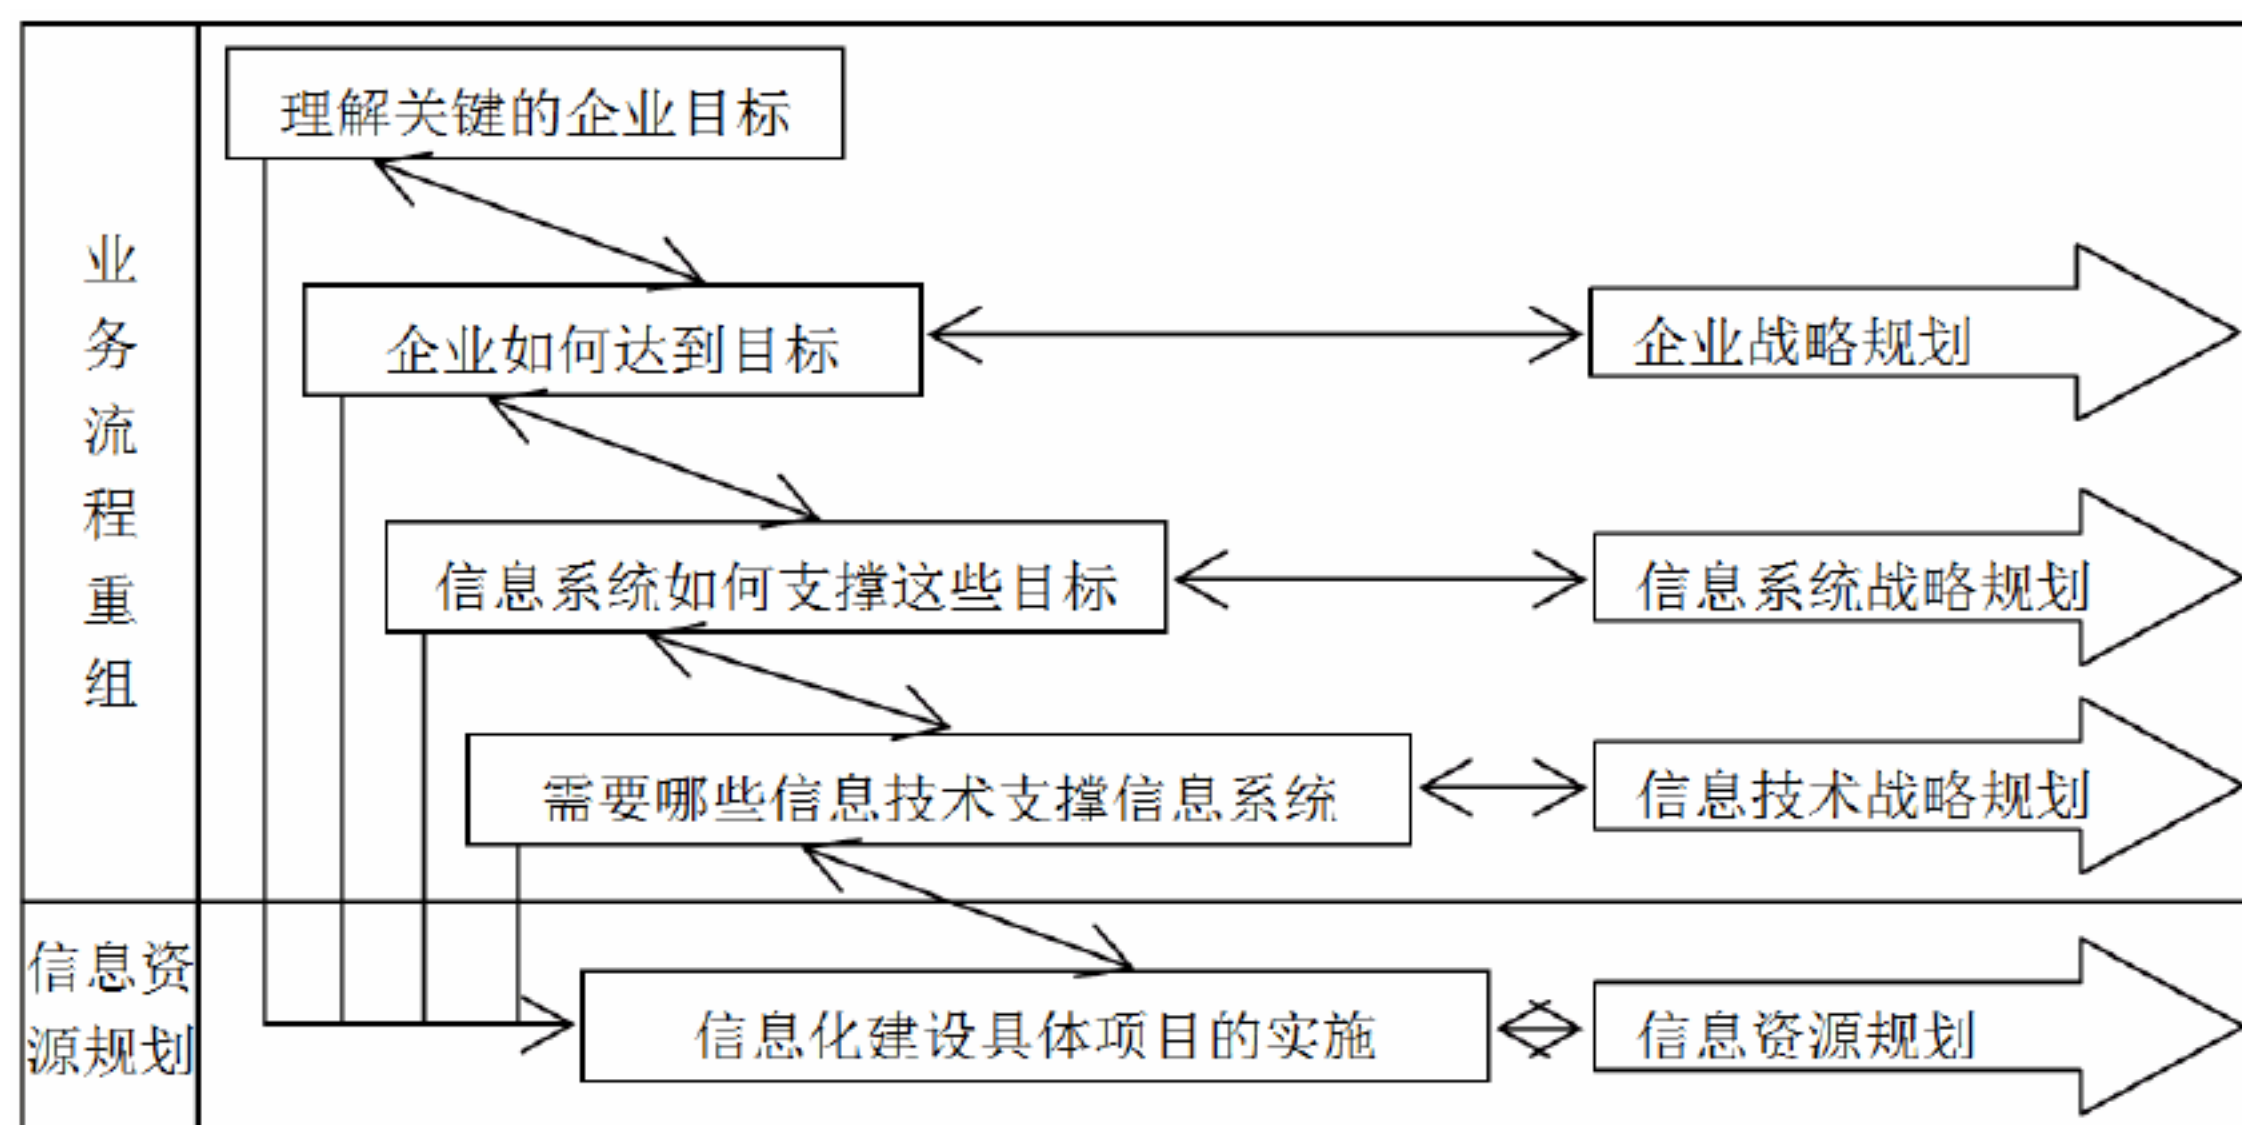 业
务
流
程
重
组
理解关键的企业目标
企业如何达到目标
企业战略规划
信息系统如何支撑这些目标
信息系统战略规划
需要哪些信息技术支撑信息系统
信息技术战略规划
信息资
源规划
信息化建设具体项目的实施
信息资源规划